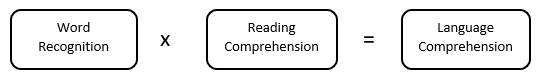 Word
Recognition
x
Reading
Comprehension
=
Language
Comprehension